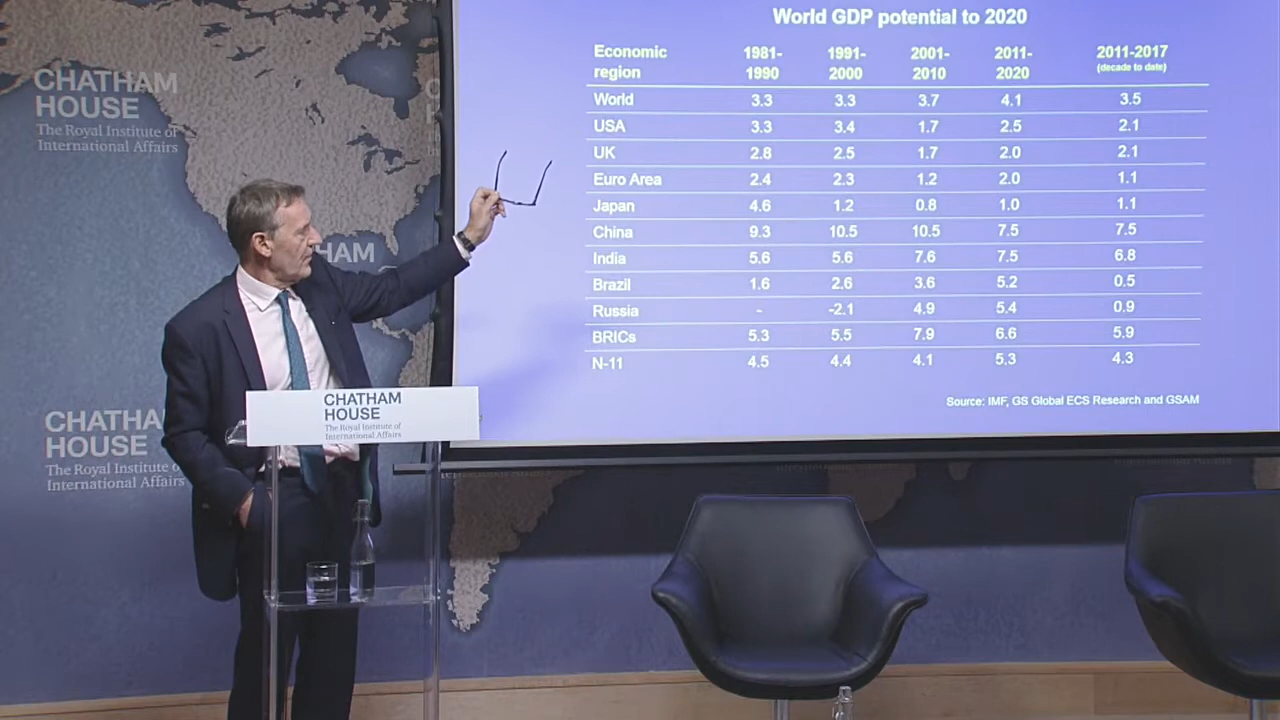 World GDP potential to 2020
Economic region 1981-1990 1991-2000 2001-2010 2011-2020 2011-2017 (decade to date)
World 3.3 3.3 3.7 4.1 3.5
USA 3.3 3.4 1.7 2.5 2.1
UK 2.8 2.5 1.7 2.0 2.1
Euro Area 2.4 2.3 1.2 2.0 1.1
Japan 4.6 1.2 0.8 1.0 1.1
China 9.3 10.5 10.5 7.5 7.5
India 5.6 5.6 7.6 7.5 6.8
Brazil 1.6 2.6 3.6 5.2 0.5
Russia - -2.1 4.9 5.4 0.9
BRICs 5.3 5.5 7.9 6.6 5.9
N-11 4.5 4.4 4.1 5.3 4.3
Source: IMF, GS Global ECS Research and GSAM
CHATHAM
HOUSE
The Royal Institute of
International Affairs
HAM
CHATHAM
HOUSE
The Royal Institute of
International Affairs
CHATHA
HOUSE
The Royal Institute o
International Affairs